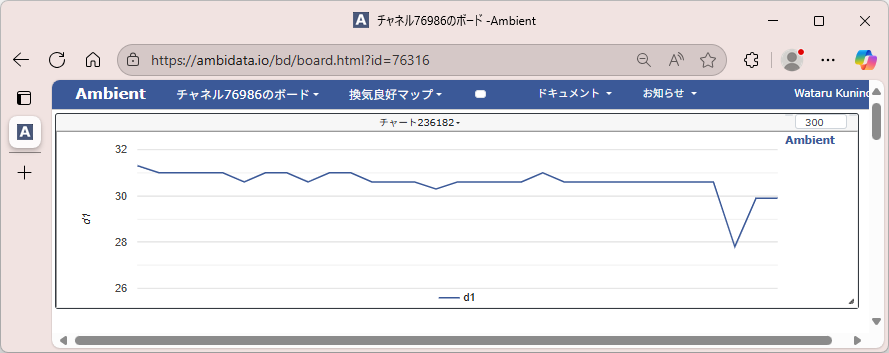 チャネル76986のボード -Ambient
https://ambidata.io/bd/board.html?id=76316
Ambient チャネル76986のボード 換気良好マップ ドキュメント お知らせ Wataru Kunino
チャート236182 300
Ambient
32
30
28
26
d1
d1